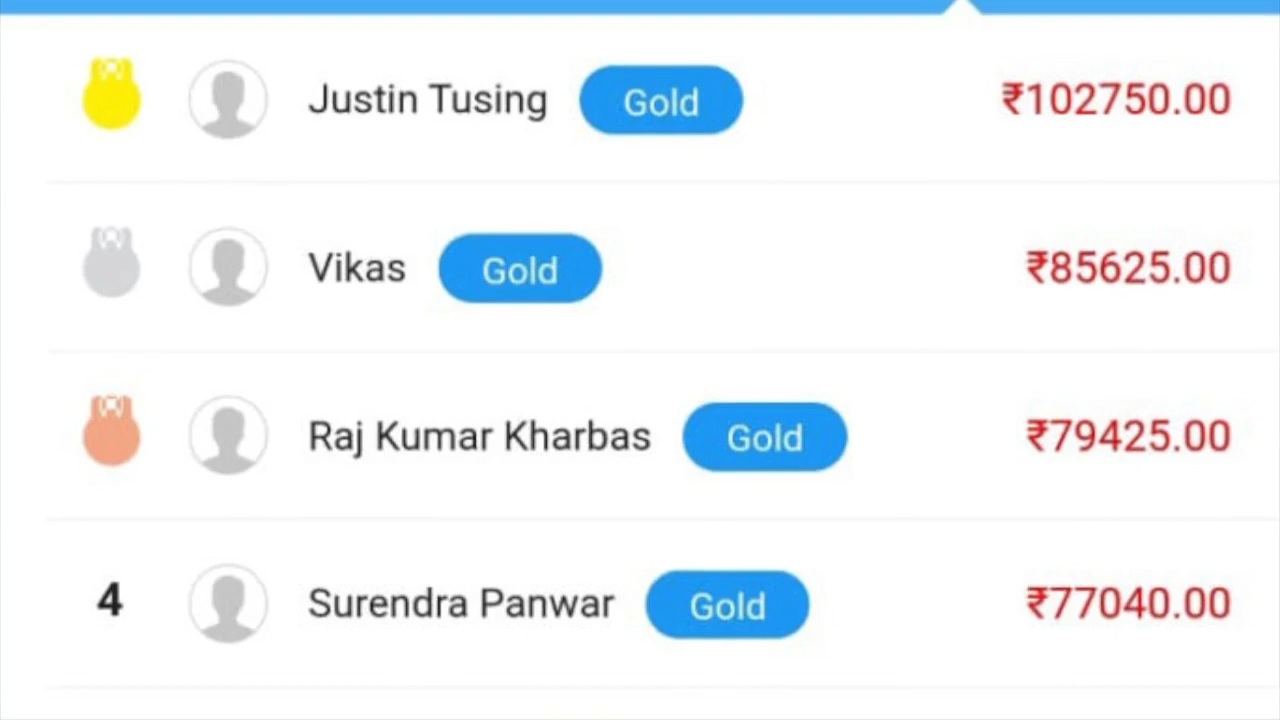 Justin Tusing Gold ₹102750.00
Vikas Gold ₹85625.00
Raj Kumar Kharbas Gold ₹79425.00
4 Surendra Panwar Gold ₹77040.00